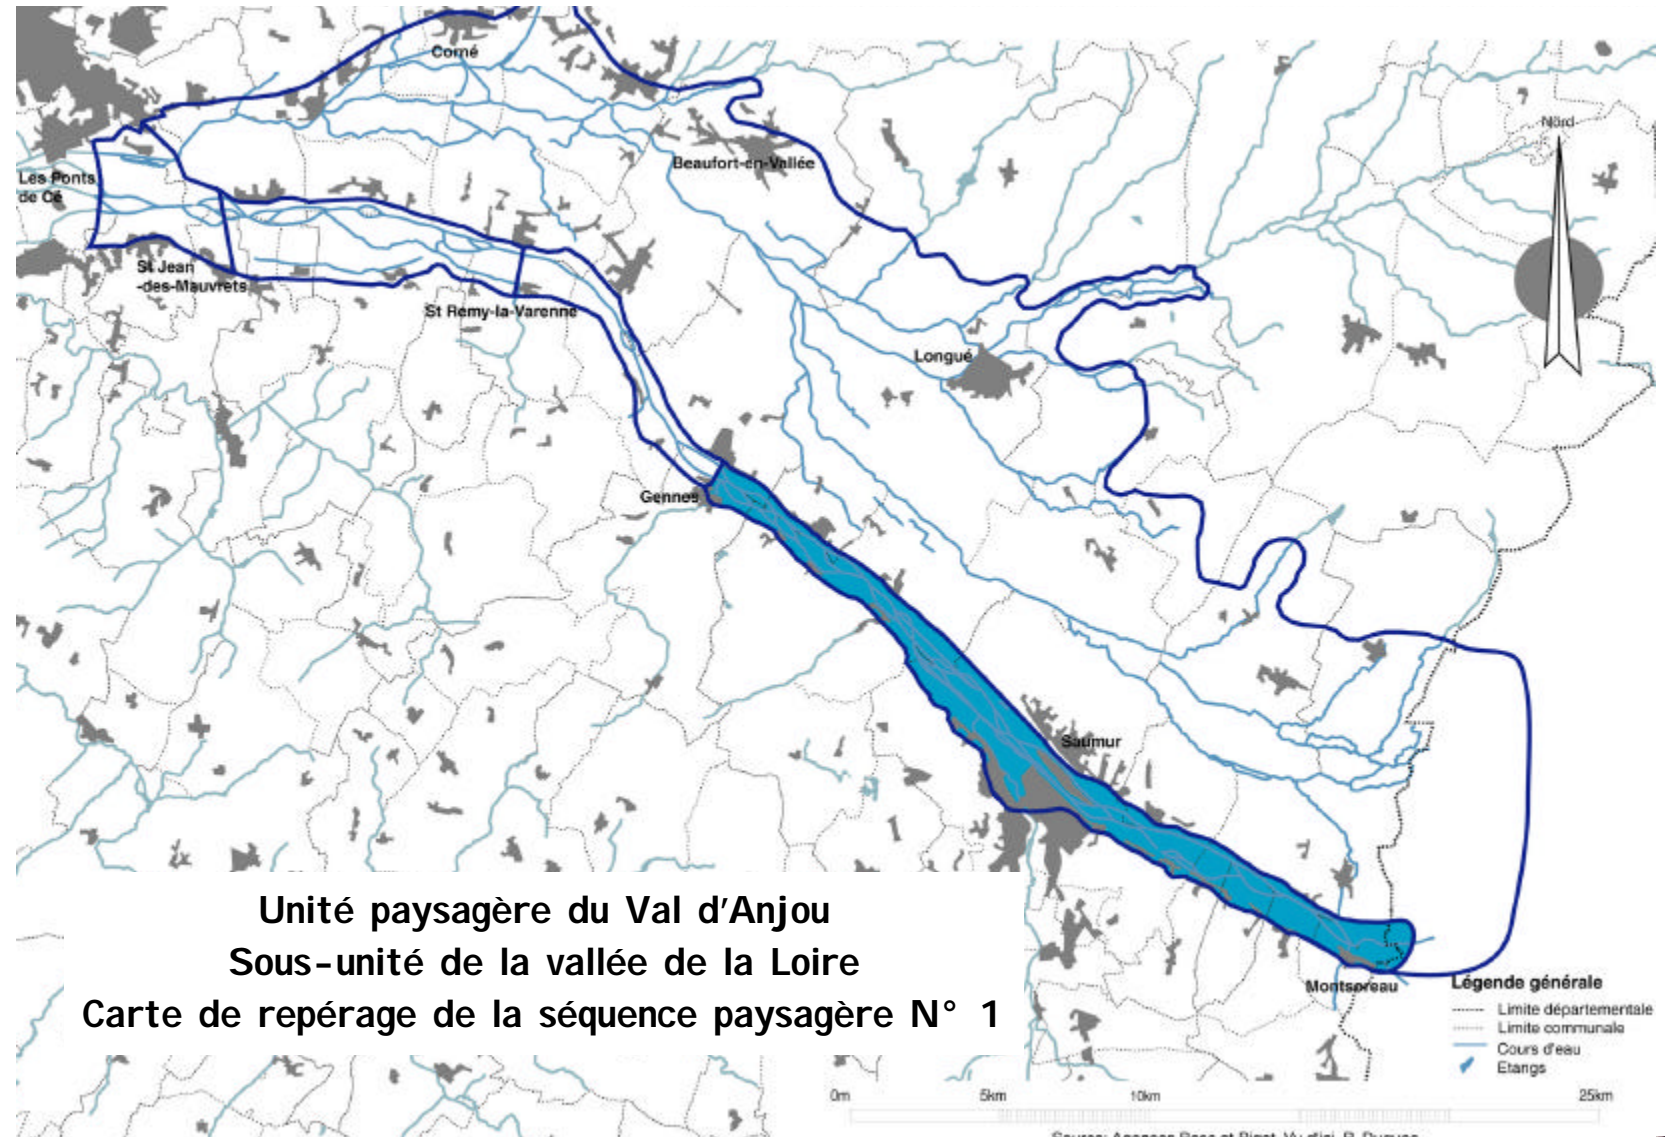 Corné
Nord
Beaufort-en-Vallée
Les Ponts
de Cé
St Jean
-des-Mauvrets
St Remy-la-Varenne
Longué
Gennes
Saumur
Unité paysagère du Val d'Anjou
Sous-unité de la vallée de la Loire
Carte de repérage de la séquence paysagère N° 1
Montsoreau
Légende générale
Limite départementale
Limite communale
Cours d'eau
Etangs
0m 5km 10km 25km